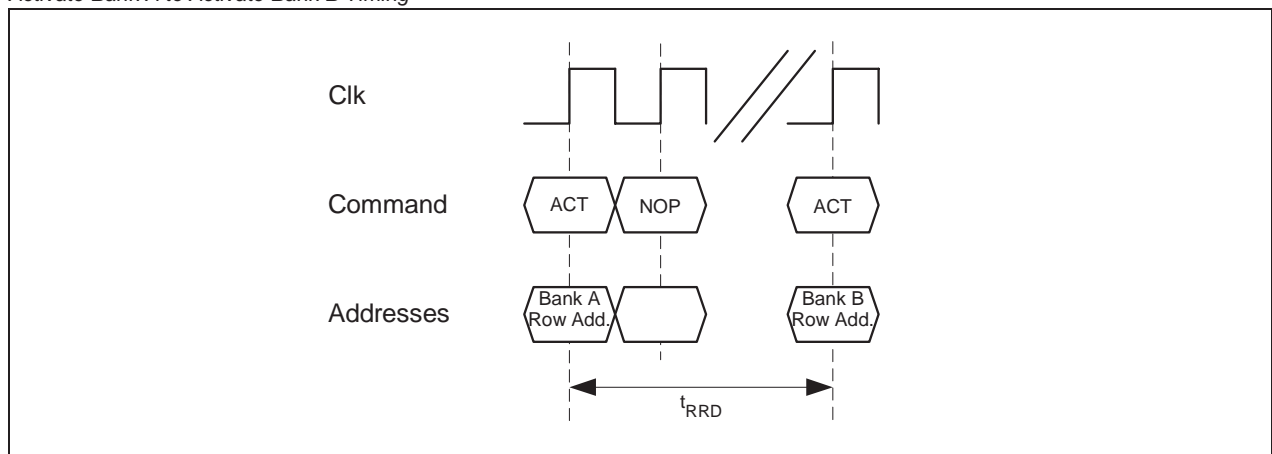 Activate Bank A to Activate Bank B Timing
Clk
Command
ACT
NOP
ACT
Addresses
Bank A
Row Add.
Bank B
Row Add.
tRRD